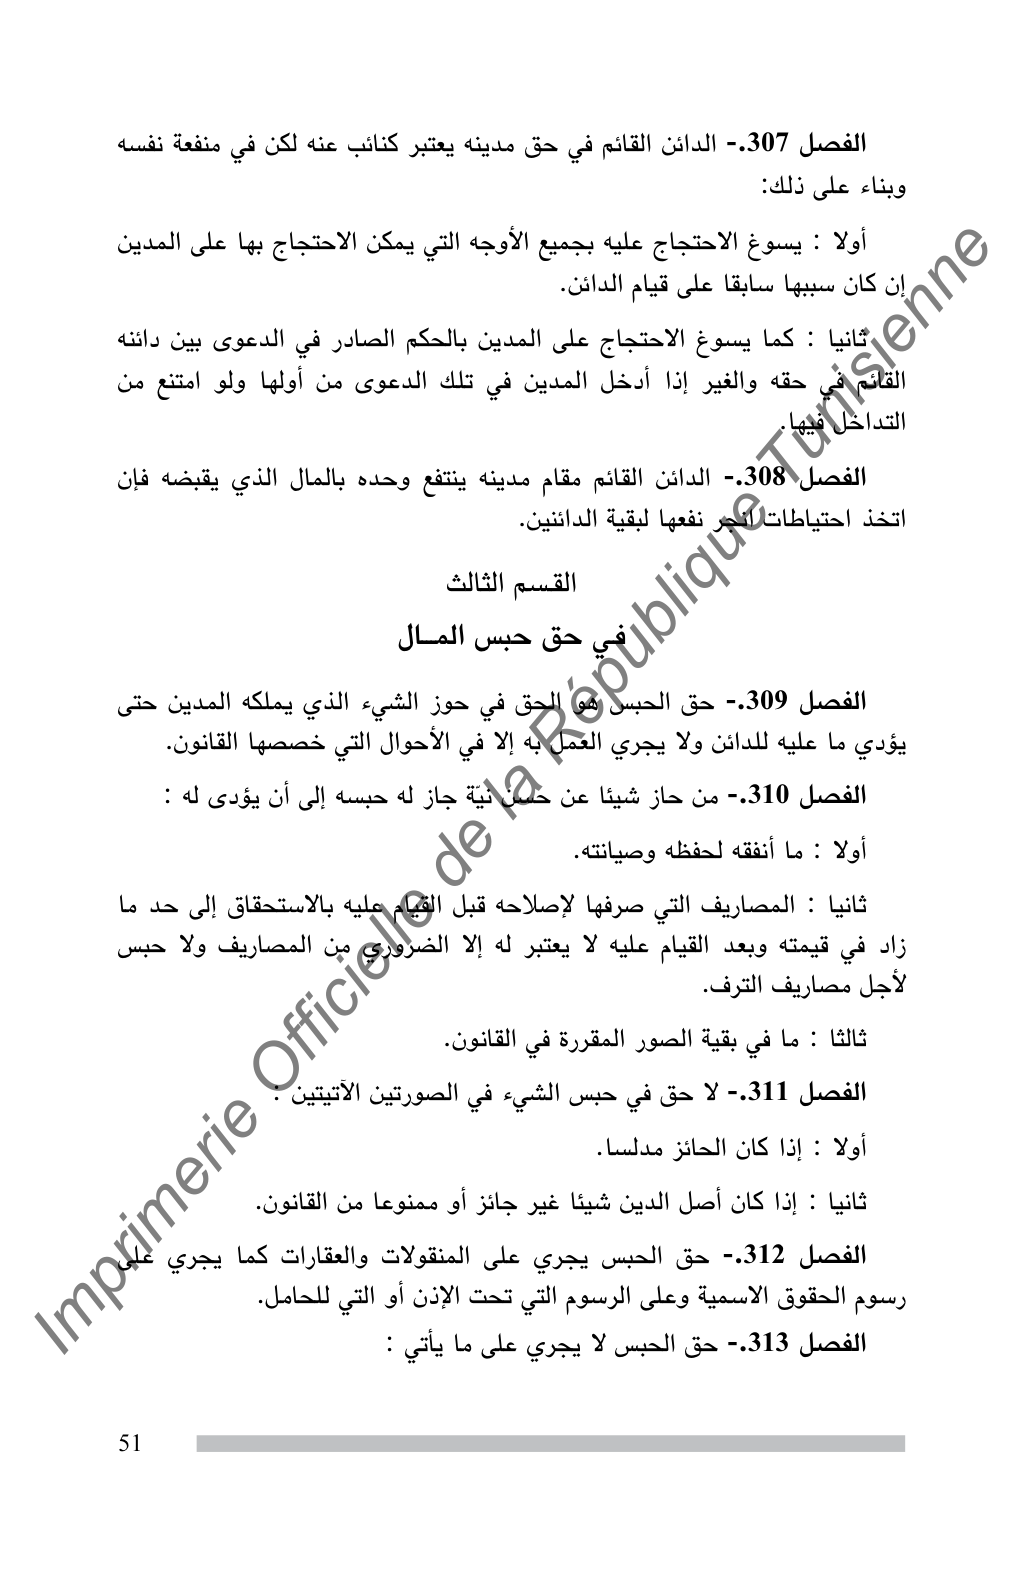 الفصل 307.- الدائن القائم في حق مدينه يعتبر كنائب عنه لكن في منفعة نفسه
وبناء على ذلك:
أولا : يسوغ الاحتجاج عليه بجميع الأوجه التي يمكن الاحتجاج بها على المدين
إن كان سببها سابقا على قيام الدائن.
ثانيا : كما يسوغ الاحتجاج على المدين بالحكم الصادر في الدعوى بين دائنه
القائم في حقه والغير إذا أدخل المدين في تلك الدعوى من أولها ولو امتنع من
التداخل فيها.
الفصل 308.- الدائن القائم مقام مدينه ينتفع وحده بالمال الذي يقبضه فإن
اتخذ احتياطات انجر نفعها لبقية الدائنين.
القسم الثالث
في حق حبس المــال
الفصل 309.- حق الحبس هو الحق في حوز الشيء الذي يملكه المدين حتى
يؤدي ما عليه للدائن ولا يجري العمل به إلا في الأحوال التي خصصها القانون.
الفصل 310.- من حاز شيئا عن حسن نيّة جاز له حبسه إلى أن يؤدى له :
أولا : ما أنفقه لحفظه وصيانته.
ثانيا : المصاريف التي صرفها لإصلاحه قبل القيام عليه بالاستحقاق إلى حد ما
زاد في قيمته وبعد القيام عليه لا يعتبر له إلا الضروري من المصاريف ولا حبس
لأجل مصاريف الترف.
ثالثا : ما في بقية الصور المقررة في القانون.
الفصل 311.- لا حق في حبس الشيء في الصورتين الآتيتين :
أولا : إذا كان الحائز مدلسا.
ثانيا : إذا كان أصل الدين شيئا غير جائز أو ممنوعا من القانون.
الفصل 312.- حق الحبس يجري على المنقولات والعقارات كما يجري على
رسوم الحقوق الاسمية وعلى الرسوم التي تحت الإذن أو التي للحامل.
الفصل 313.- حق الحبس لا يجري على ما يأتي :
51
Imprimerie Officielle de la République Tunisienne